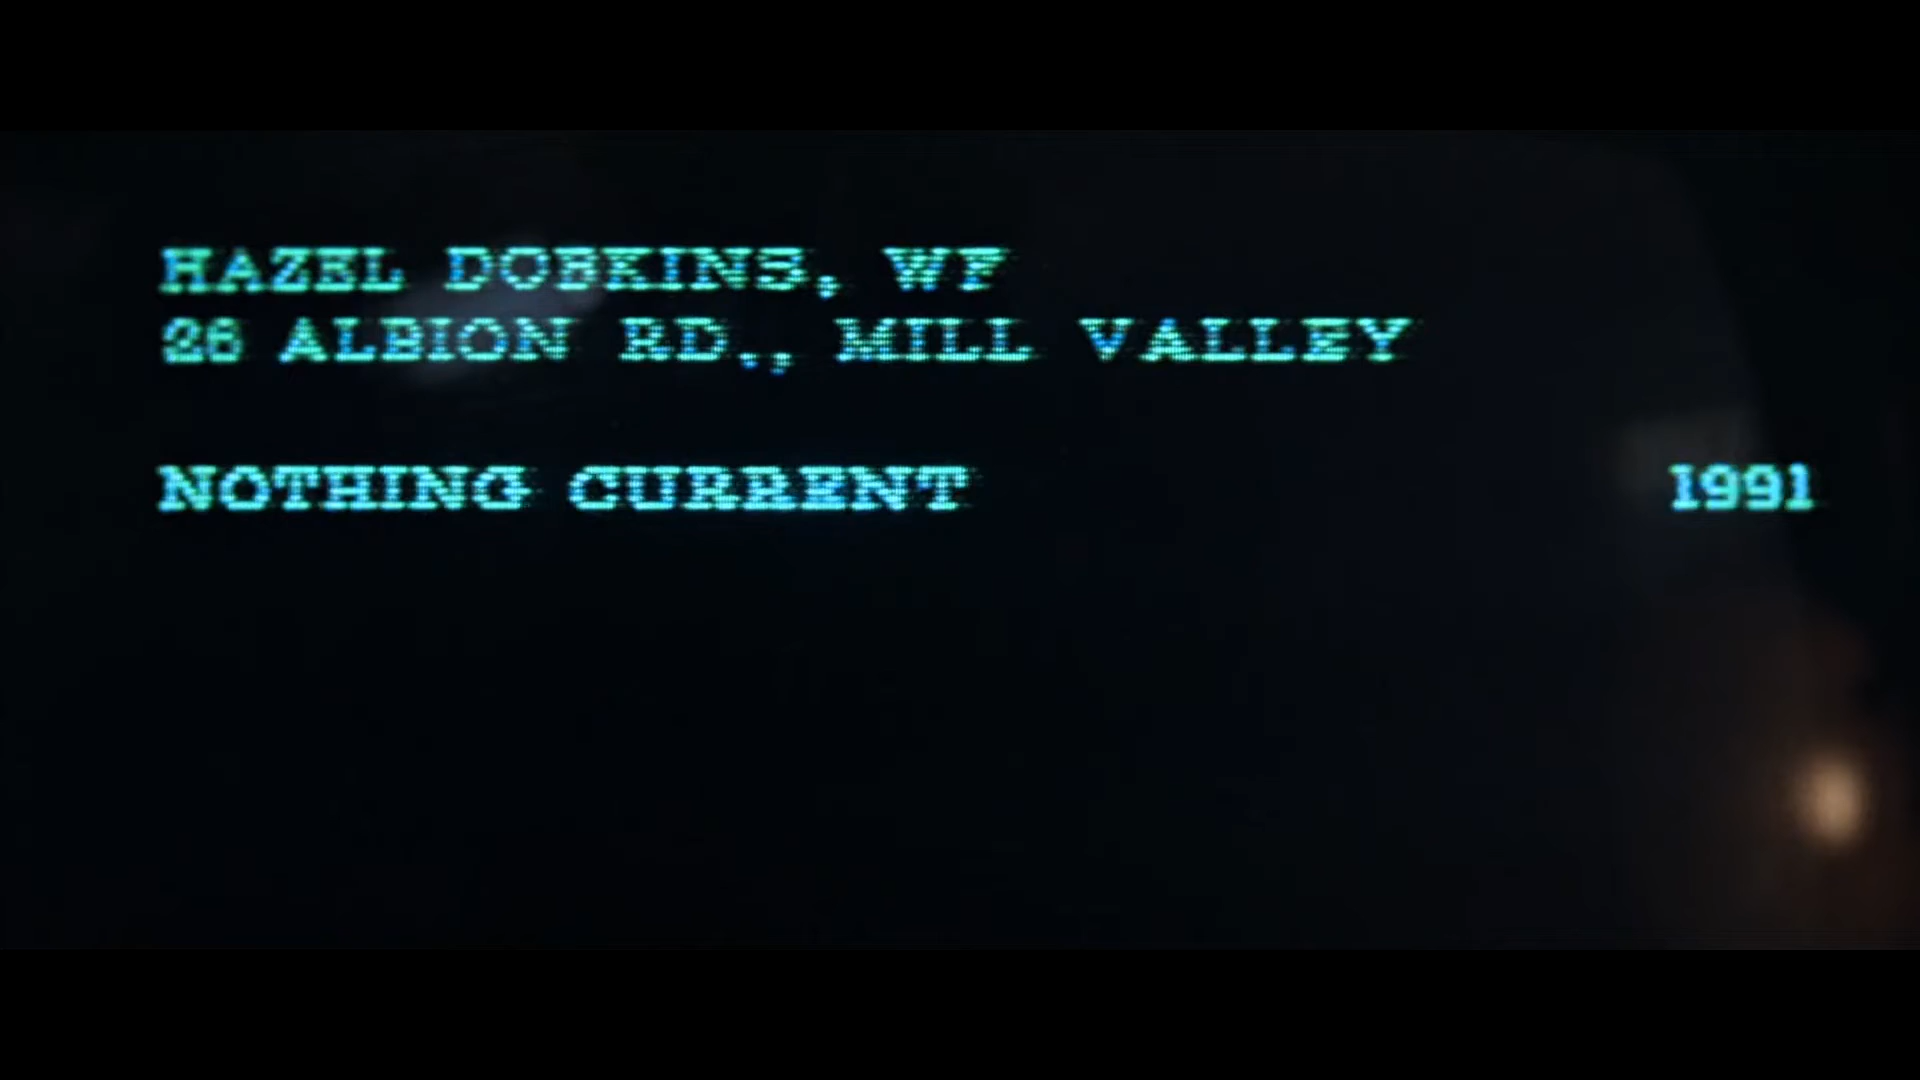 HAZEL DOBKINS, WF
26 ALBION RD., MILL VALLEY
NOTHING CURRENT 1991